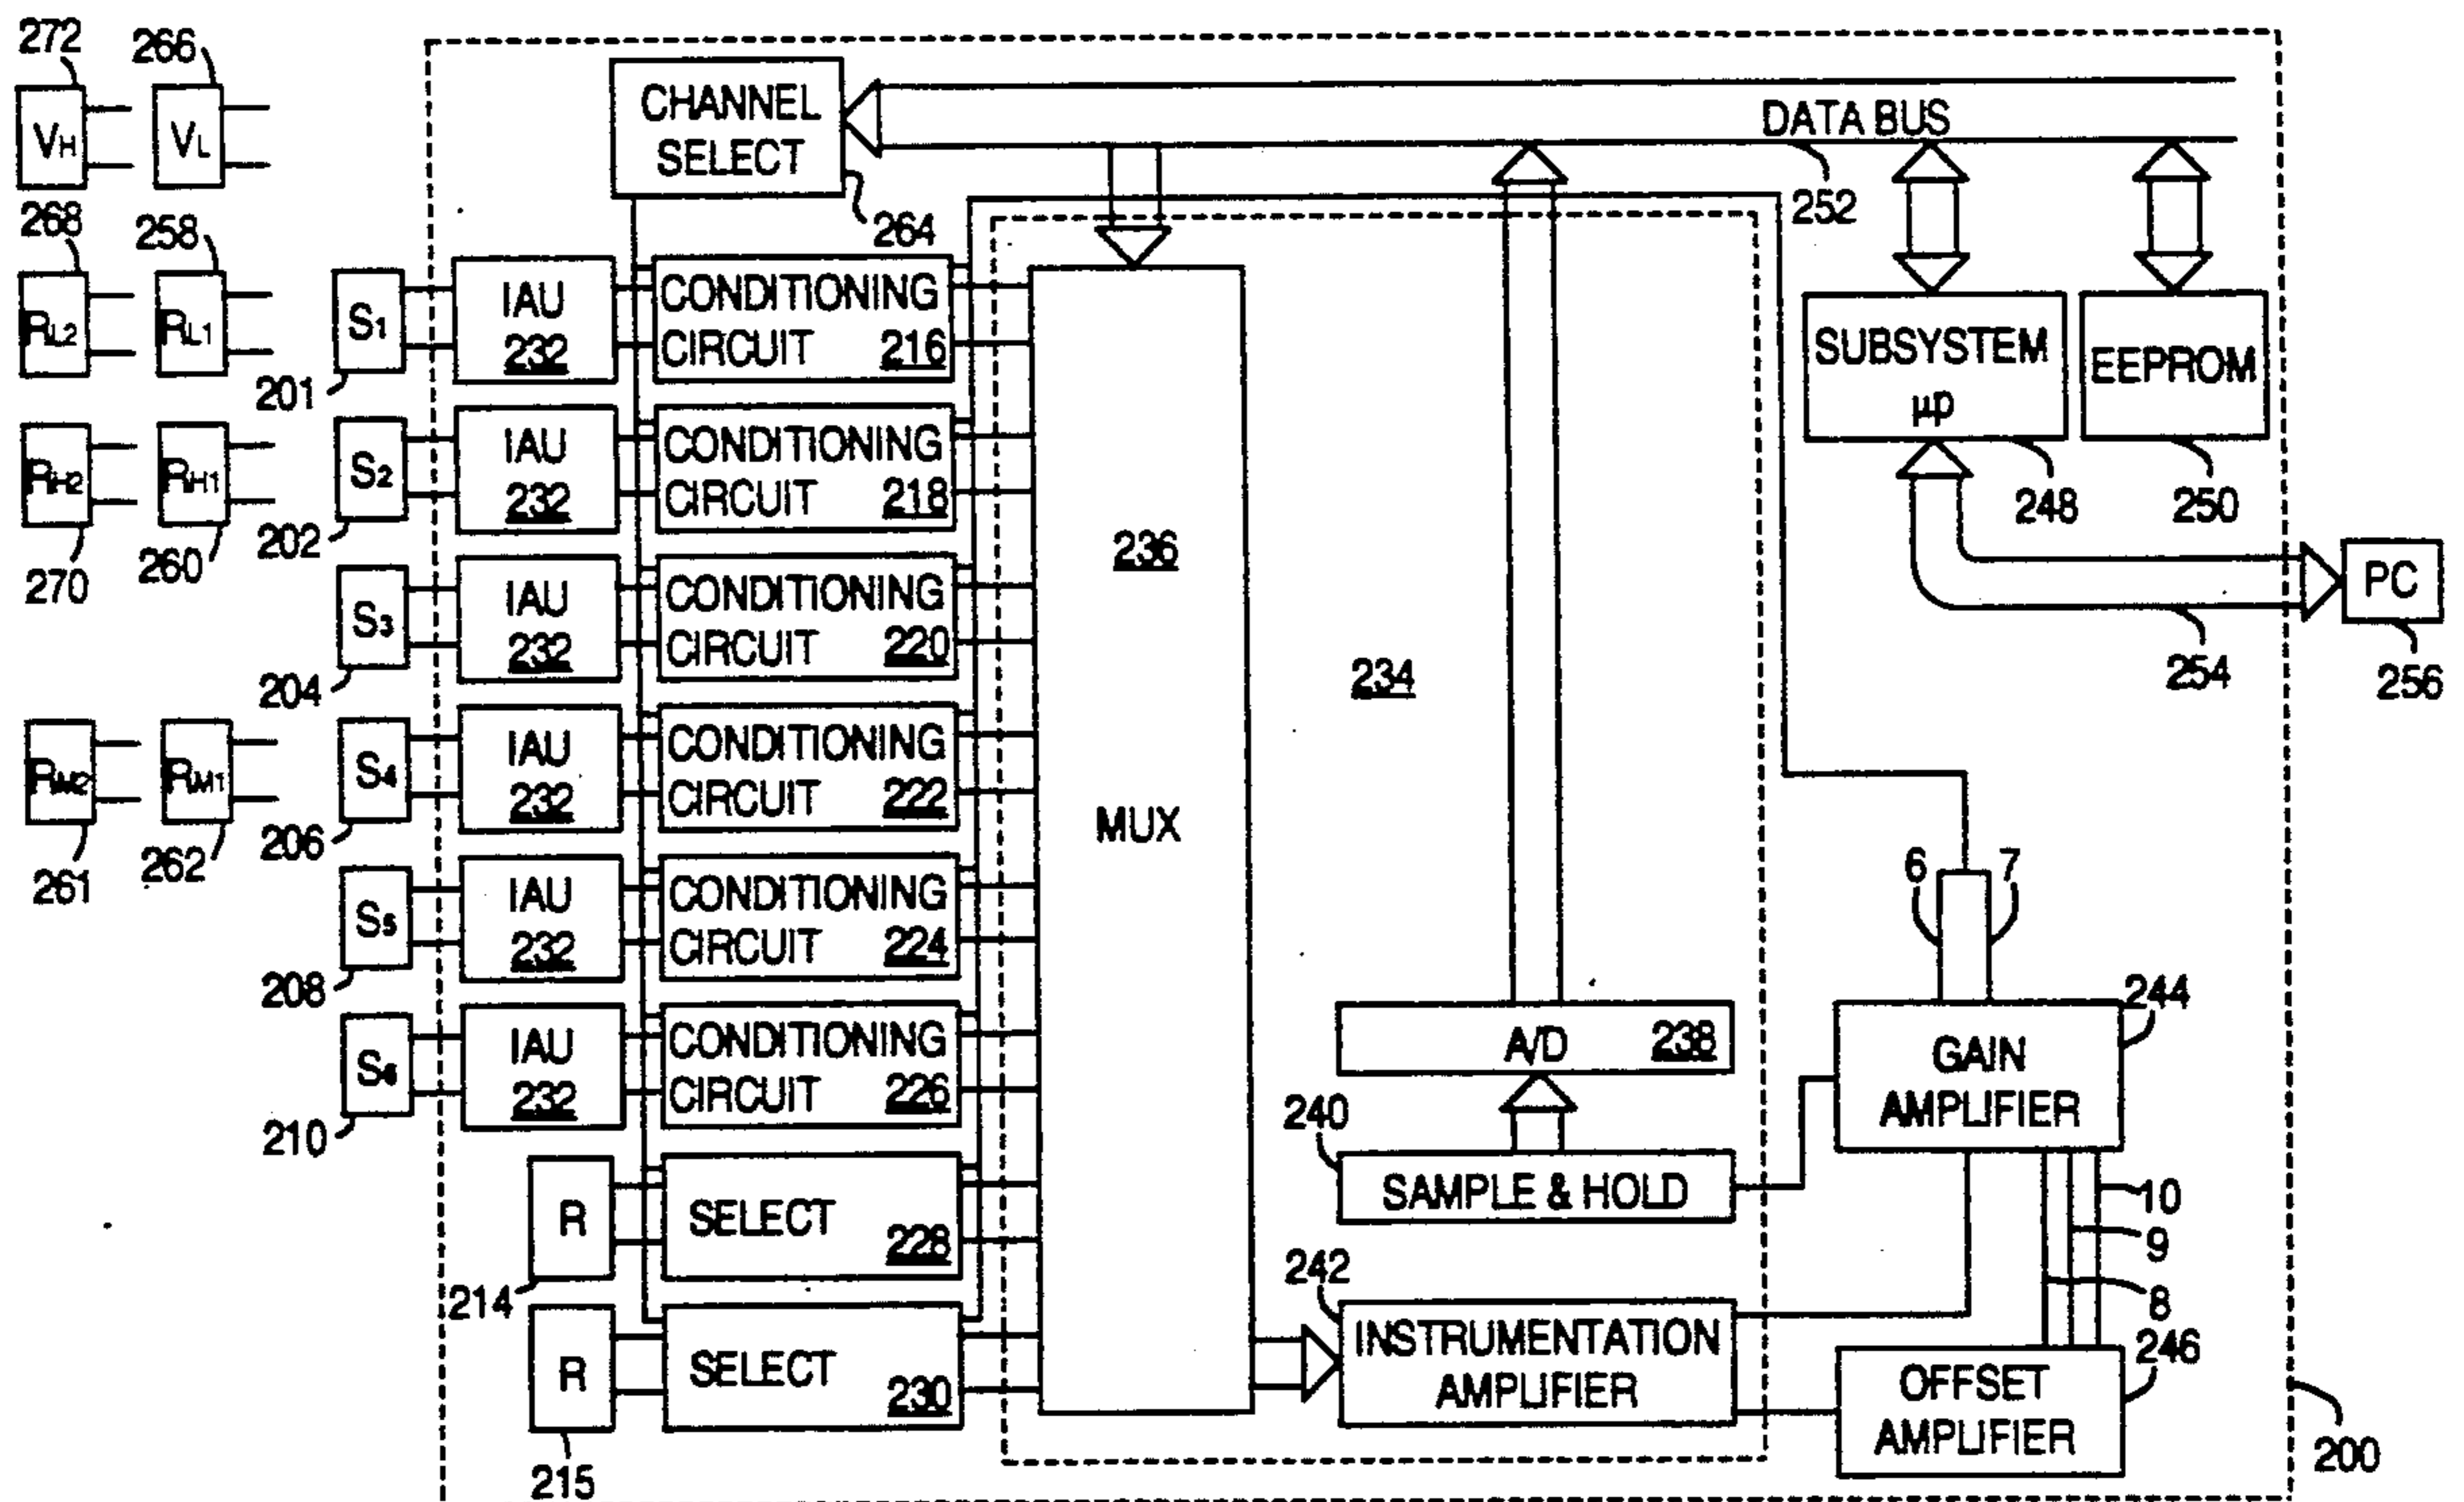 272
266
VH
VL
CHANNEL
SELECT
264
DATA BUS
252
268
258
RL2
RL1
S1
201
IAU
232
CONDITIONING
CIRCUIT 216
SUBSYSTEM
µp
248
EEPROM
250
RH2
RH1
270
260
S2
202
IAU
232
CONDITIONING
CIRCUIT 218
236
MUX
234
254
PC
256
S3
204
IAU
232
CONDITIONING
CIRCUIT 220
RM2
RM1
261
262
S4
206
IAU
232
CONDITIONING
CIRCUIT 222
S5
208
IAU
232
CONDITIONING
CIRCUIT 224
6
7
S6
210
IAU
232
CONDITIONING
CIRCUIT 226
A/D 238
244
GAIN
AMPLIFIER
240
SAMPLE & HOLD
R
214
SELECT
228
10
9
8
242
INSTRUMENTATION
AMPLIFIER
246
OFFSET
AMPLIFIER
R
215
SELECT
230
200